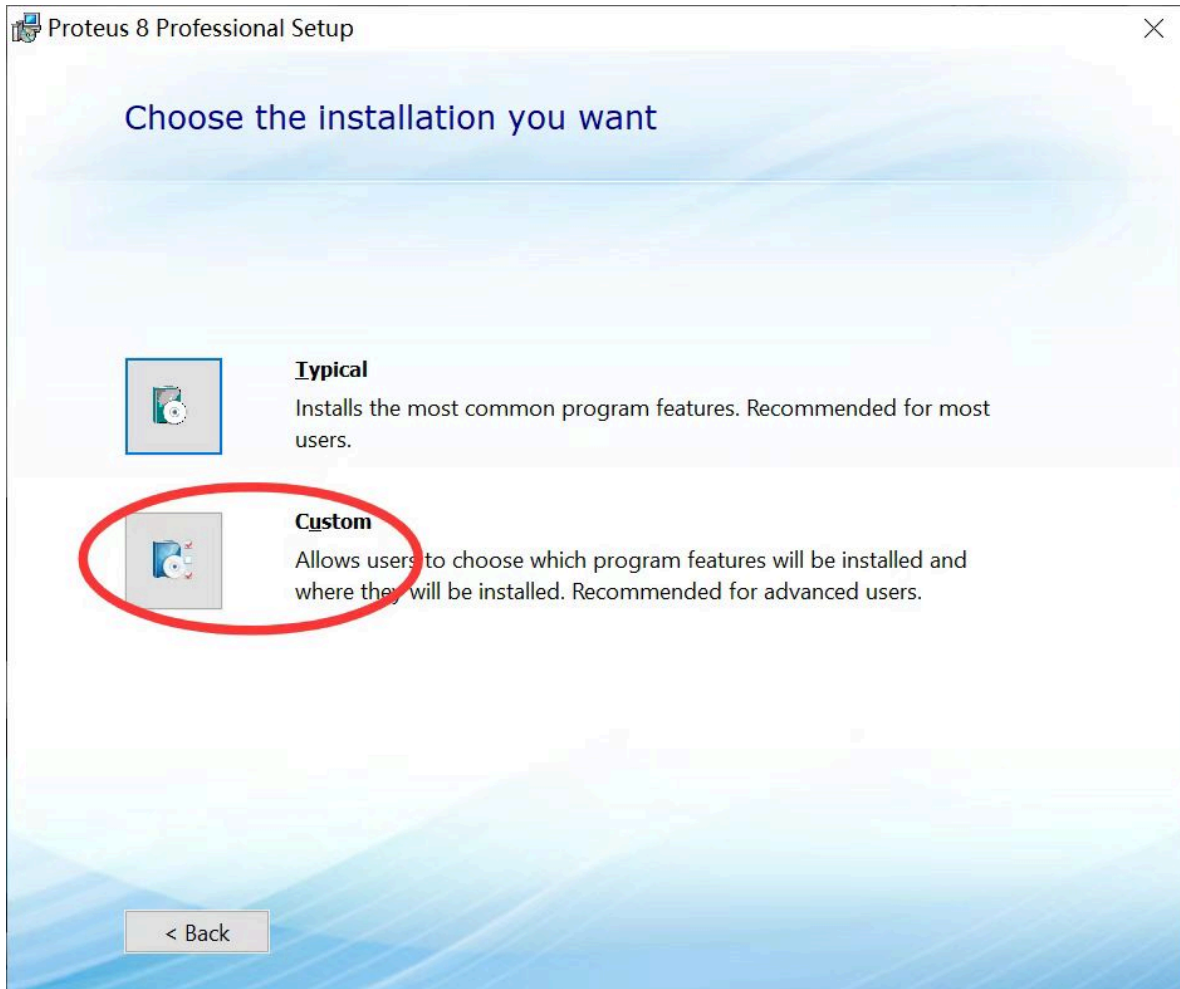 Proteus 8 Professional Setup
Choose the installation you want
Typical
Installs the most common program features. Recommended for most
users.
Custom
Allows users to choose which program features will be installed and
where they will be installed. Recommended for advanced users.
< Back